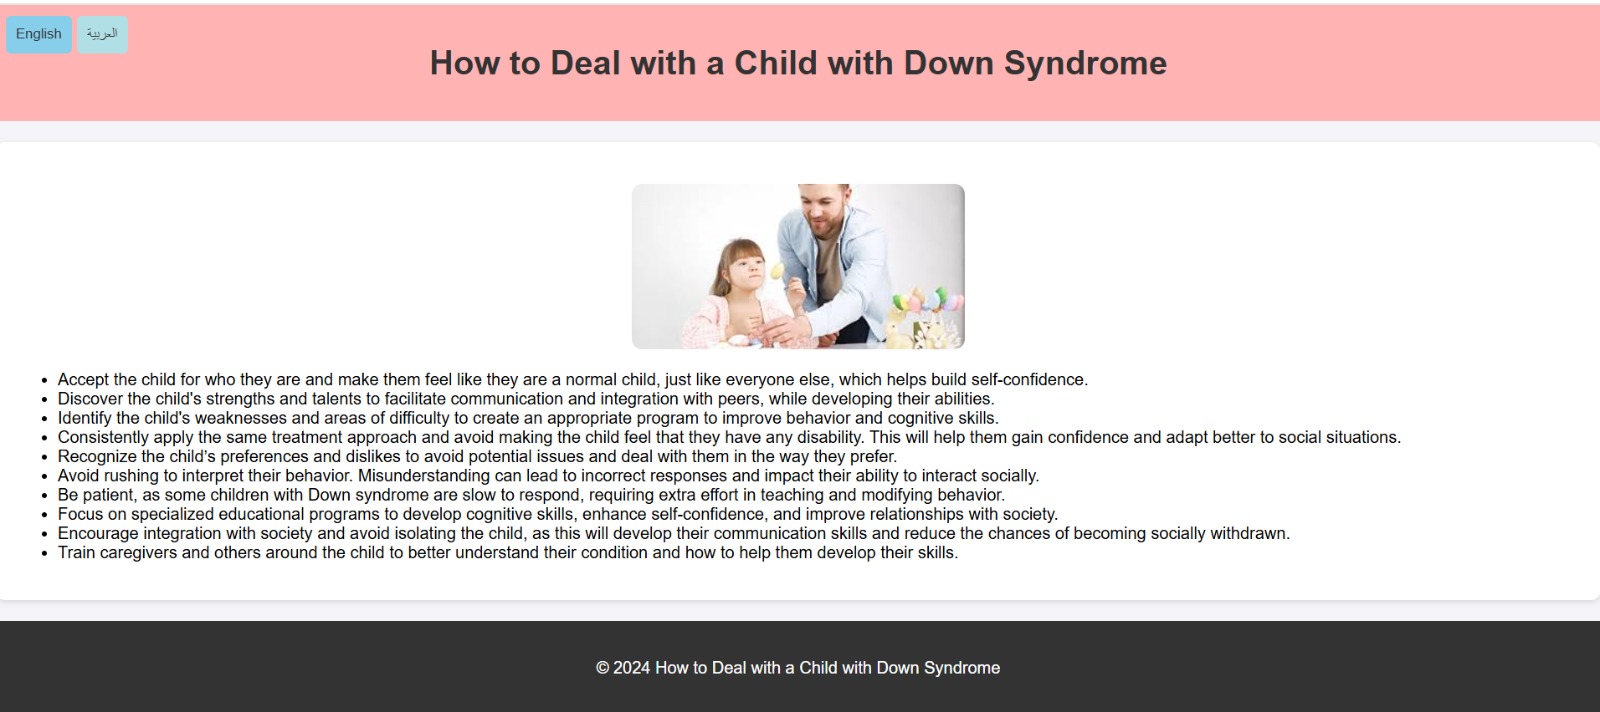 English
العربية
How to Deal with a Child with Down Syndrome
• Accept the child for who they are and make them feel like they are a normal child, just like everyone else, which helps build self-confidence.
• Discover the child's strengths and talents to facilitate communication and integration with peers, while developing their abilities.
• Identify the child's weaknesses and areas of difficulty to create an appropriate program to improve behavior and cognitive skills.
• Consistently apply the same treatment approach and avoid making the child feel that they have any disability. This will help them gain confidence and adapt better to social situations.
• Recognize the child’s preferences and dislikes to avoid potential issues and deal with them in the way they prefer.
• Avoid rushing to interpret their behavior. Misunderstanding can lead to incorrect responses and impact their ability to interact socially.
• Be patient, as some children with Down syndrome are slow to respond, requiring extra effort in teaching and modifying behavior.
• Focus on specialized educational programs to develop cognitive skills, enhance self-confidence, and improve relationships with society.
• Encourage integration with society and avoid isolating the child, as this will develop their communication skills and reduce the chances of becoming socially withdrawn.
• Train caregivers and others around the child to better understand their condition and how to help them develop their skills.
© 2024 How to Deal with a Child with Down Syndrome